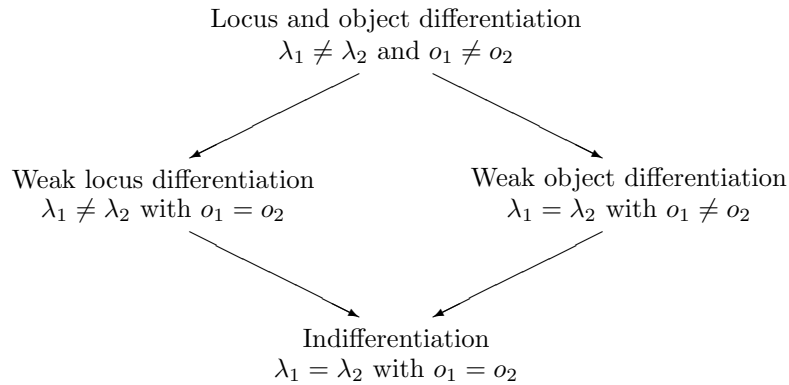 Locus and object differentiation
λ₁ ≠ λ₂ and o₁ ≠ o₂
Weak locus differentiation
λ₁ ≠ λ₂ with o₁ = o₂
Weak object differentiation
λ₁ = λ₂ with o₁ ≠ o₂
Indifferentiation
λ₁ = λ₂ with o₁ = o₂